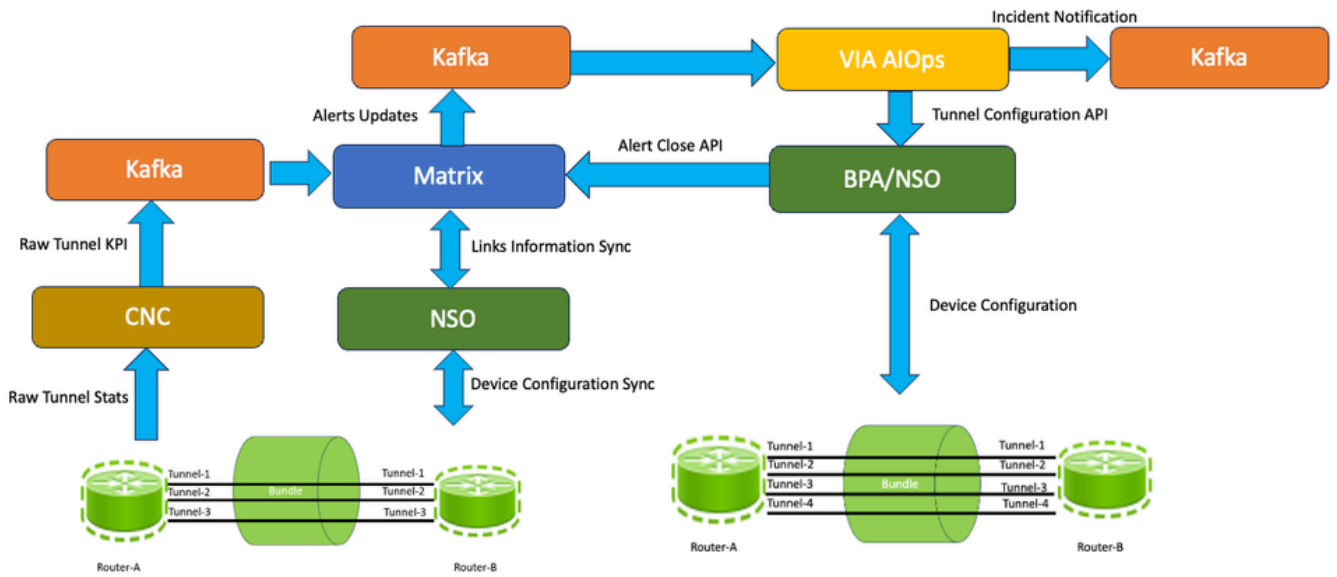 Incident Notification
Kafka
VIA AIOps
Kafka
Alerts Updates
Tunnel Configuration API
Alert Close API
Kafka
Matrix
BPA/NSO
Raw Tunnel KPI
Links Information Sync
CNC
NSO
Device Configuration
Raw Tunnel Stats
Device Configuration Sync
Tunnel-1
Tunnel-2
Tunnel-3
Bundle
Tunnel-1
Tunnel-2
Tunnel-3
Router-A
Router-B
Tunnel-1
Tunnel-2
Tunnel-3
Tunnel-4
Bundle
Tunnel-1
Tunnel-2
Tunnel-3
Tunnel-4
Router-A
Router-B